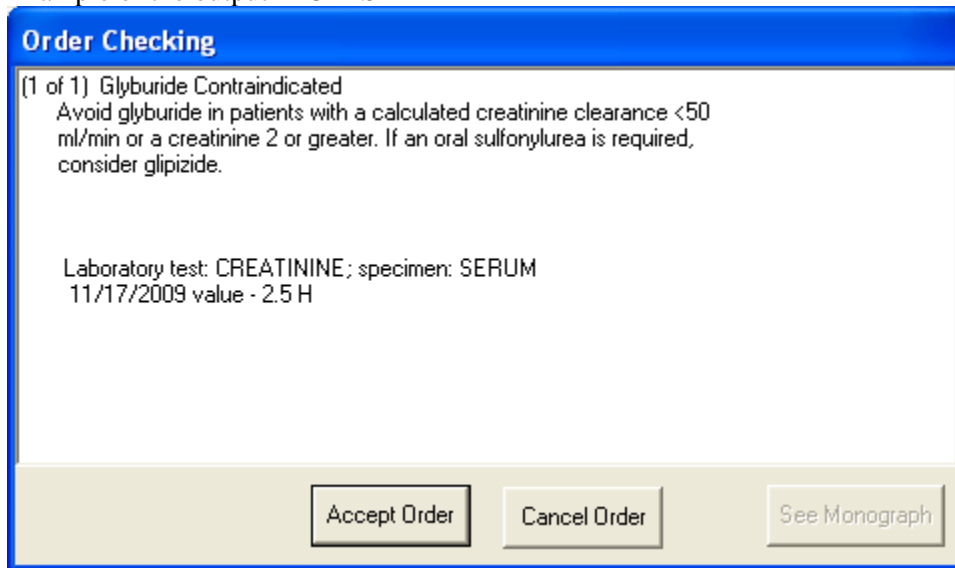 Order Checking
(1 of 1) Glyburide Contraindicated
Avoid glyburide in patients with a calculated creatinine clearance <50
ml/min or a creatinine 2 or greater. If an oral sulfonylurea is required,
consider glipizide.
Laboratory test: CREATININE; specimen: SERUM
11/17/2009 value - 2.5 H
Accept Order Cancel Order See Monograph